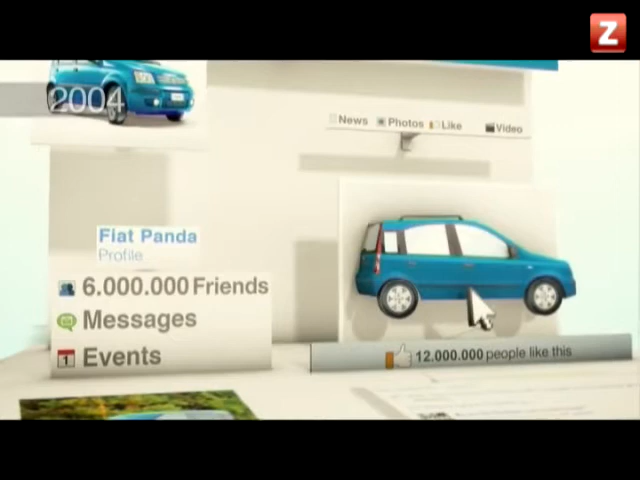 Z
2004
News Photos Like Video
Fiat Panda
Profile
6.000.000 Friends
Messages
1 Events
12.000.000 people like this